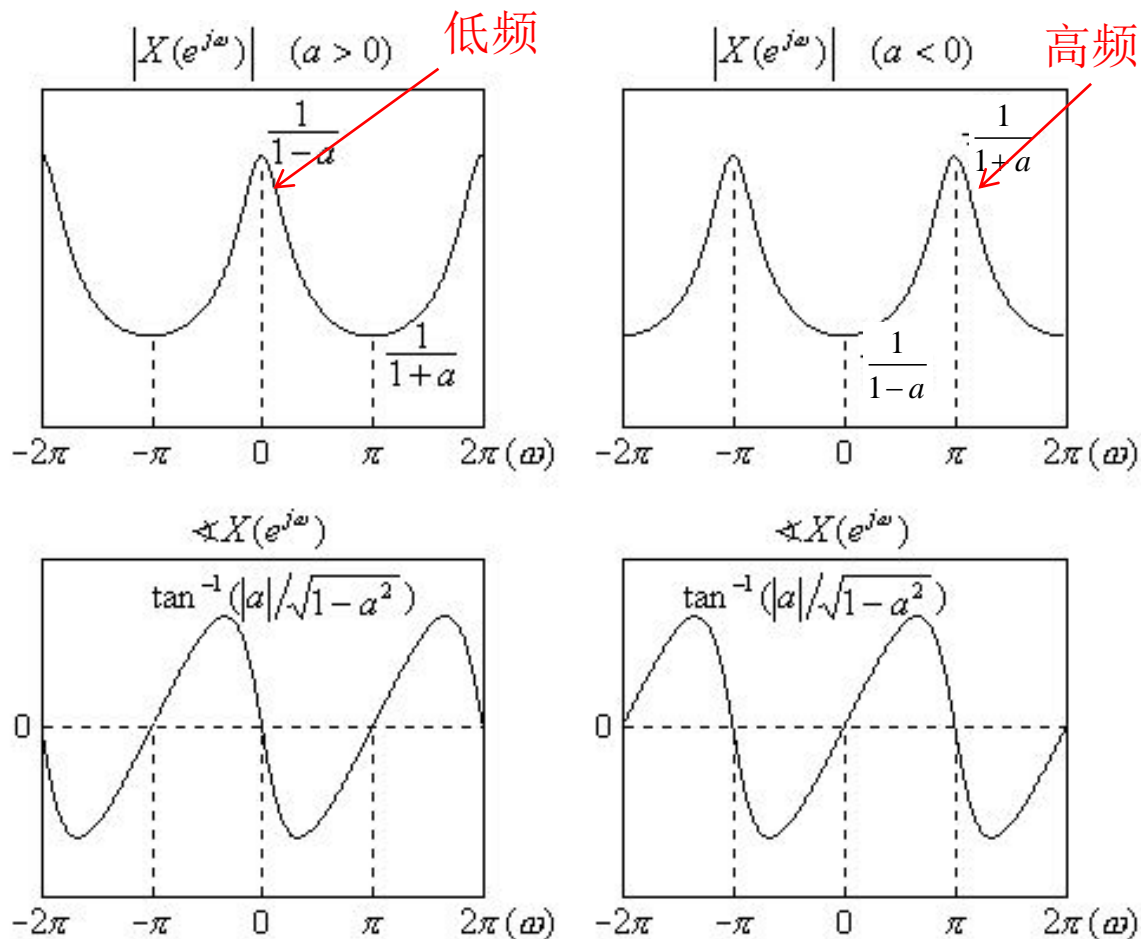 |X(e^{jω})| (a > 0)
低频
1/(1−a)
1/(1+a)
−2π −π 0 π 2π(ω)
|X(e^{jω})| (a < 0)
高频
1/(1+a)
1/(1−a)
−2π −π 0 π 2π(ω)
∢X(e^{jω})
tan⁻¹(|a|/√(1−a²))
0
−2π −π 0 π 2π(ω)
∢X(e^{jω})
tan⁻¹(|a|/√(1−a²))
0
−2π −π 0 π 2π(ω)